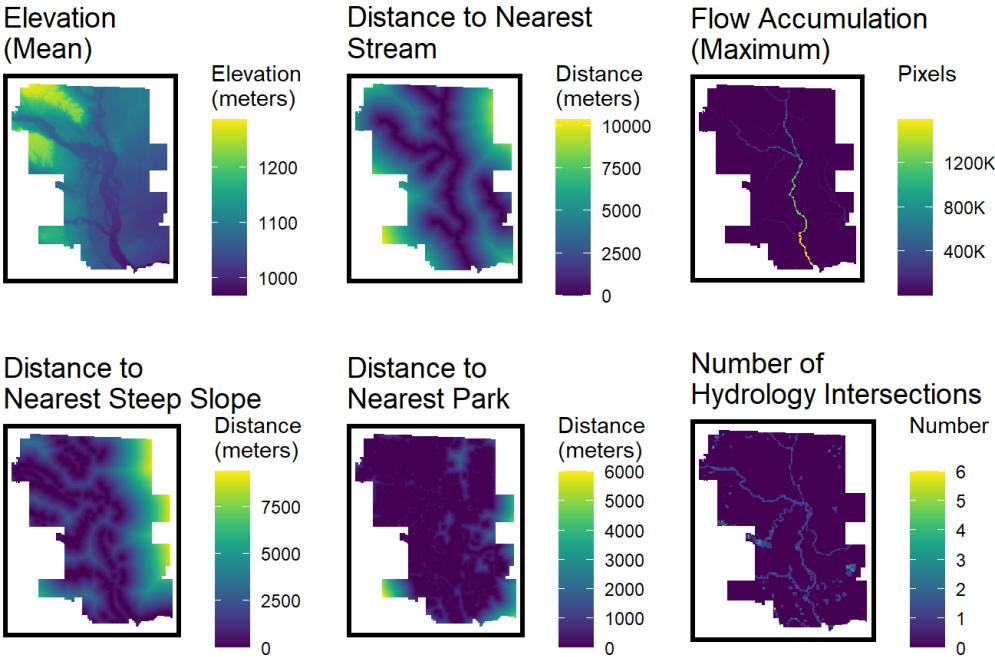 Elevation
(Mean)
Elevation
(meters)
1200
1100
1000
Distance to Nearest
Stream
Distance
(meters)
10000
7500
5000
2500
0
Flow Accumulation
(Maximum)
Pixels
1200K
800K
400K
Distance to
Nearest Steep Slope
Distance
(meters)
7500
5000
2500
0
Distance to
Nearest Park
Distance
(meters)
6000
5000
4000
3000
2000
1000
0
Number of
Hydrology Intersections
Number
6
5
4
3
2
1
0